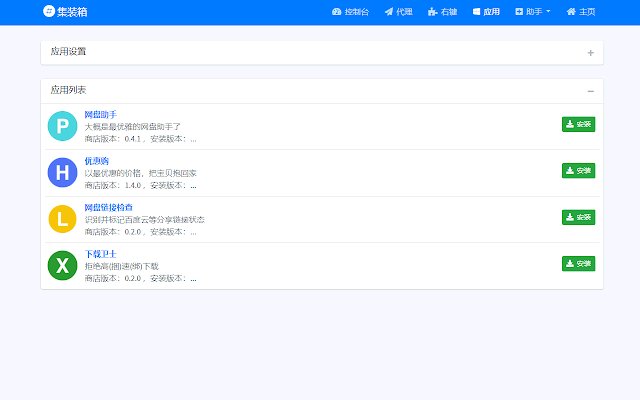 集装箱
控制台 代理 右键 应用 助手 主页
应用设置
应用列表
P
网盘助手
大概是最优雅的网盘助手了
商店版本：0.4.1 ，安装版本：...
安装
H
优惠购
以最优惠的价格，把宝贝抱回家
商店版本：1.4.0 ，安装版本：...
安装
L
网盘链接检查
识别并标记百度云等分享链接状态
商店版本：0.2.0 ，安装版本：...
安装
X
下载卫士
拒绝高(捆)速(绑)下载
商店版本：0.2.0 ，安装版本：...
安装